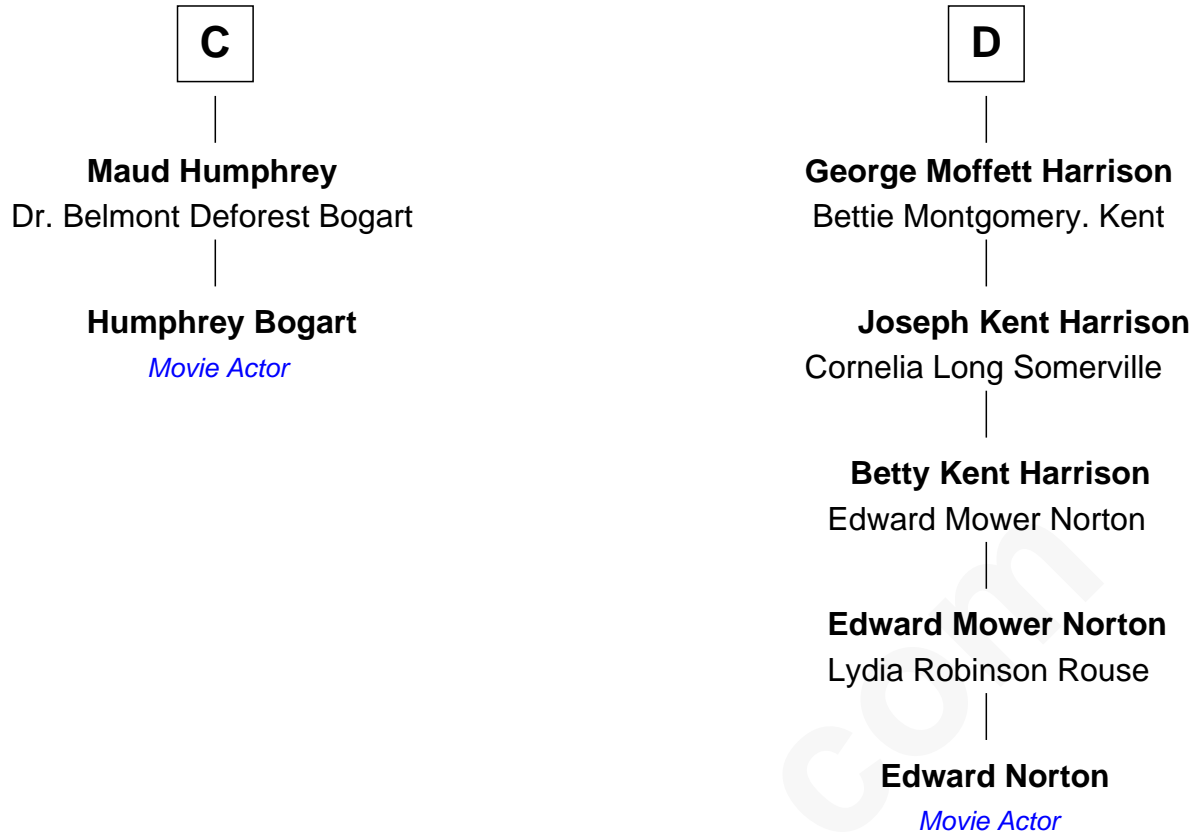 C
Maud Humphrey
Dr. Belmont Deforest Bogart
Humphrey Bogart
Movie Actor
D
George Moffett Harrison
Bettie Montgomery. Kent
Joseph Kent Harrison
Cornelia Long Somerville
Betty Kent Harrison
Edward Mower Norton
Edward Mower Norton
Lydia Robinson Rouse
Edward Norton
Movie Actor
com